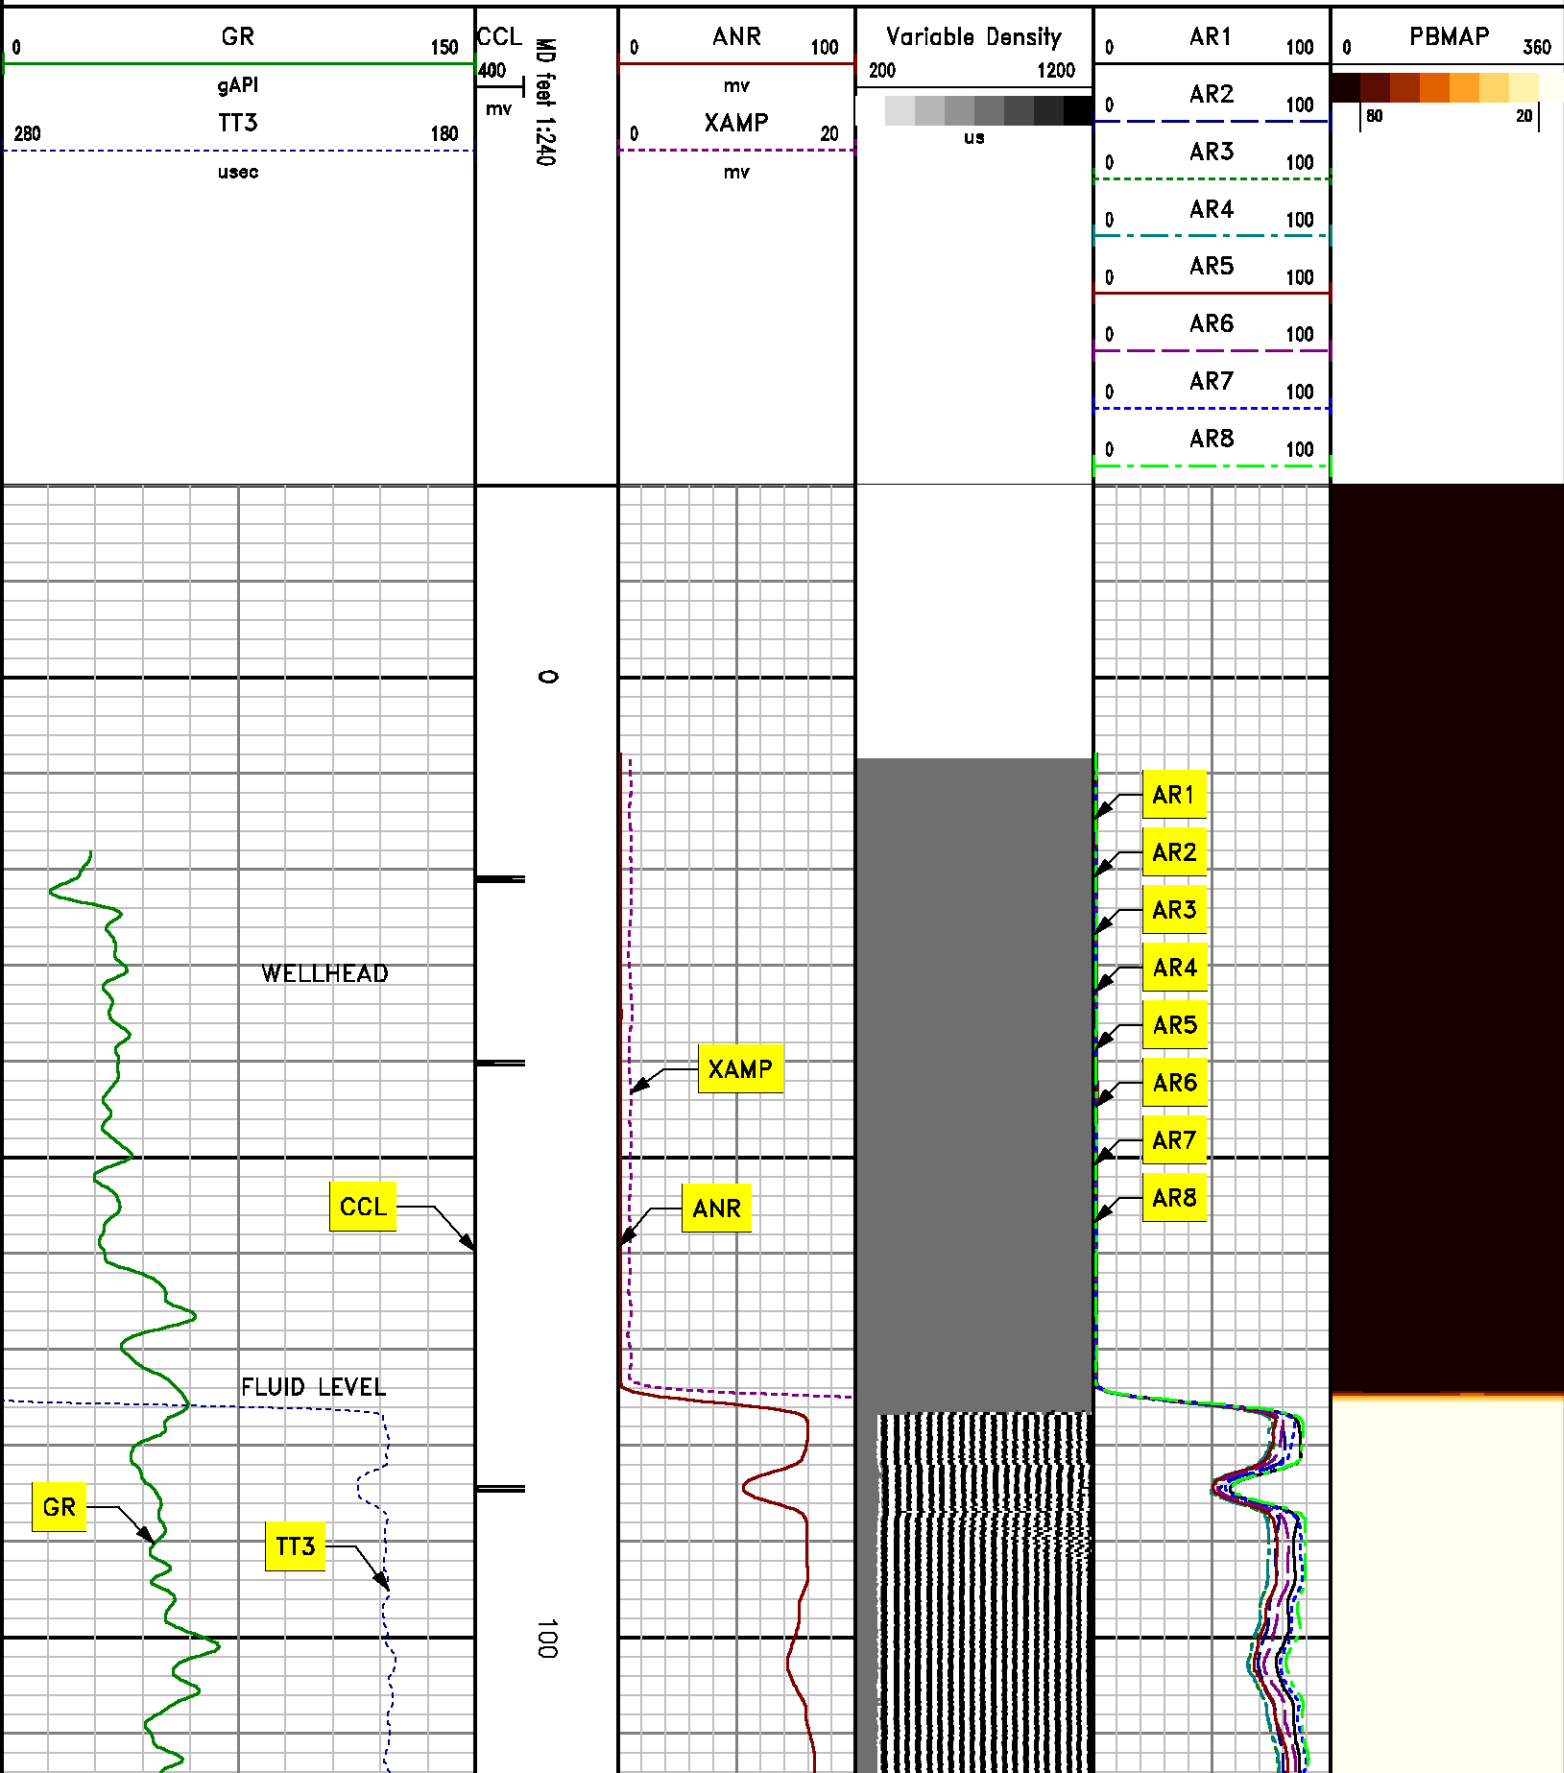 GR
0 150
gAPI
TT3
280 180
usec
CCL
400
mv
MD feet 1:240
ANR
0 100
mv
XAMP
0 20
mv
Variable Density
200 1200
us
AR1
0 100
AR2
0 100
AR3
0 100
AR4
0 100
AR5
0 100
AR6
0 100
AR7
0 100
AR8
0 100
PBMAP
0 360
80 20
0
AR1
AR2
AR3
AR4
AR5
AR6
AR7
AR8
WELLHEAD
XAMP
CCL
ANR
FLUID LEVEL
GR
TT3
100